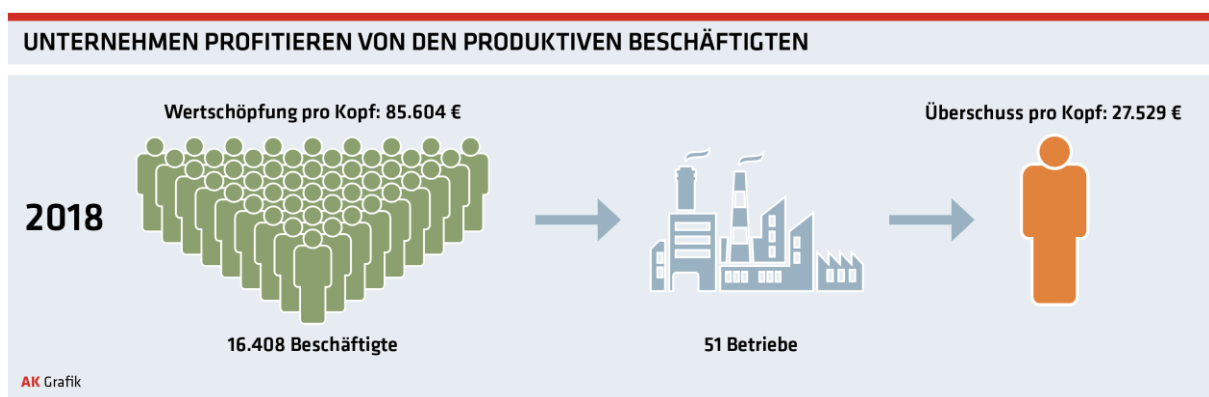 UNTERNEHMEN PROFITIEREN VON DEN PRODUKTIVEN BESCHÄFTIGTEN
Wertschöpfung pro Kopf: 85.604 €
Überschuss pro Kopf: 27.529 €
2018
16.408 Beschäftigte
51 Betriebe
AK Grafik